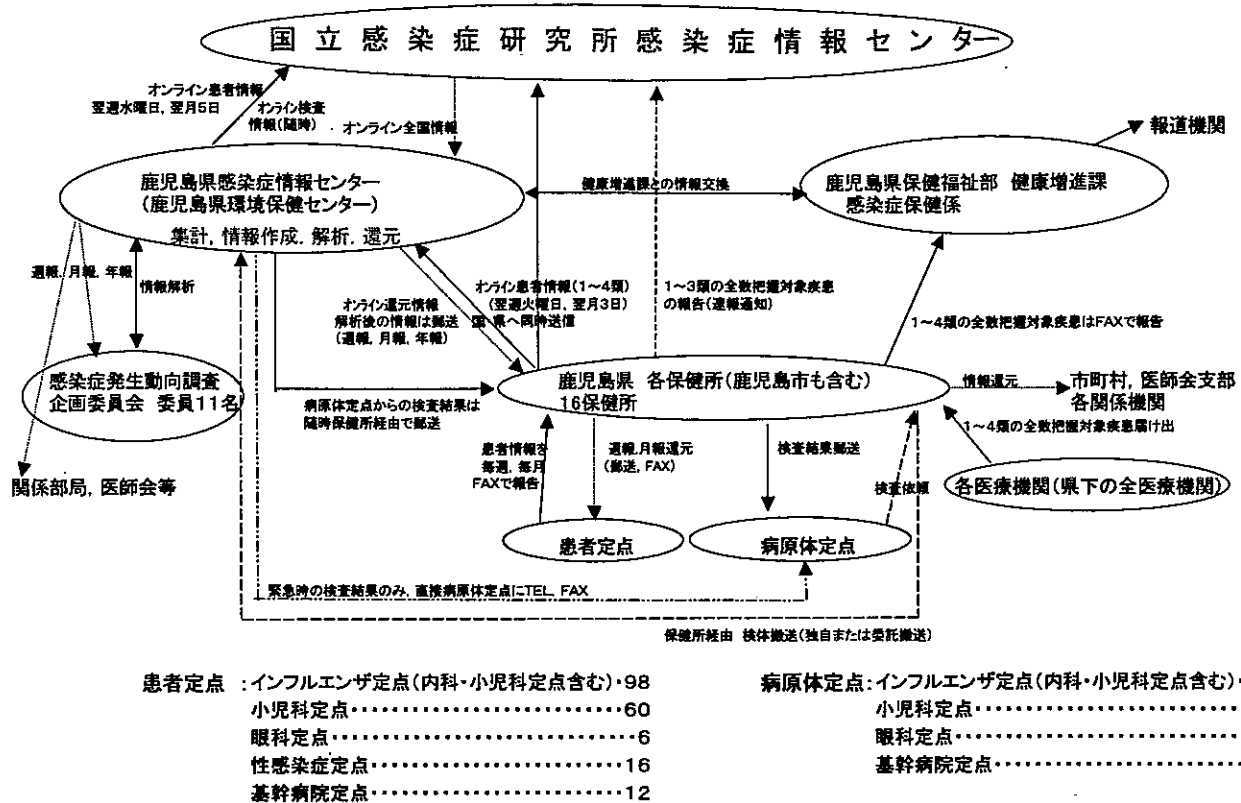 国立感染症研究所感染症情報センター
オンライン患者情報
翌週水曜日，翌月5日
オンライン検査
情報(随時)
オンライン全国情報
報道機関
鹿児島県感染症情報センター
(鹿児島県環境保健センター)
集計，情報作成，解析，還元
健康増進課との情報交換
鹿児島県保健福祉部 健康増進課
感染症保健係
週報，月報，年報
情報解析
オンライン還元情報
解析後の情報は郵送
(週報，月報，年報)
オンライン患者情報(1～4類)
(翌週火曜日，翌月3日)
国・県へ同時送信
1～3類の全数把握対象疾患
の報告(速報通知)
1～4類の全数把握対象疾患はFAXで報告
感染症発生動向調査
企画委員会 委員11名
病原体定点からの検査結果は
随時保健所経由で郵送
鹿児島県 各保健所(鹿児島市も含む)
16保健所
情報還元
市町村，医師会支部
各関係機関
1～4類の全数把握対象疾患届け出
患者情報を
毎週，毎月
FAXで報告
週報，月報還元
(郵送，FAX)
検査結果郵送
検査依頼
各医療機関(県下の全医療機関)
関係部局，医師会等
患者定点
病原体定点
緊急時の検査結果のみ，直接病原体定点にTEL，FAX
保健所経由 検体搬送(独自または委託搬送)
患者定点 :インフルエンザ定点(内科・小児科定点含む)・98
小児科定点・・・・・・・・・・・・・・・・・・・・・・・・60
眼科定点・・・・・・・・・・・・・・・・・・・・・・・・・・6
性感染症定点・・・・・・・・・・・・・・・・・・・・・・16
基幹病院定点・・・・・・・・・・・・・・・・・・・・・・12
病原体定点:インフルエンザ定点(内科・小児科定点含む)・
小児科定点・・・・・・・・・・・・・・・・・・・・・・
眼科定点・・・・・・・・・・・・・・・・・・・・・・・・
基幹病院定点・・・・・・・・・・・・・・・・・・・・